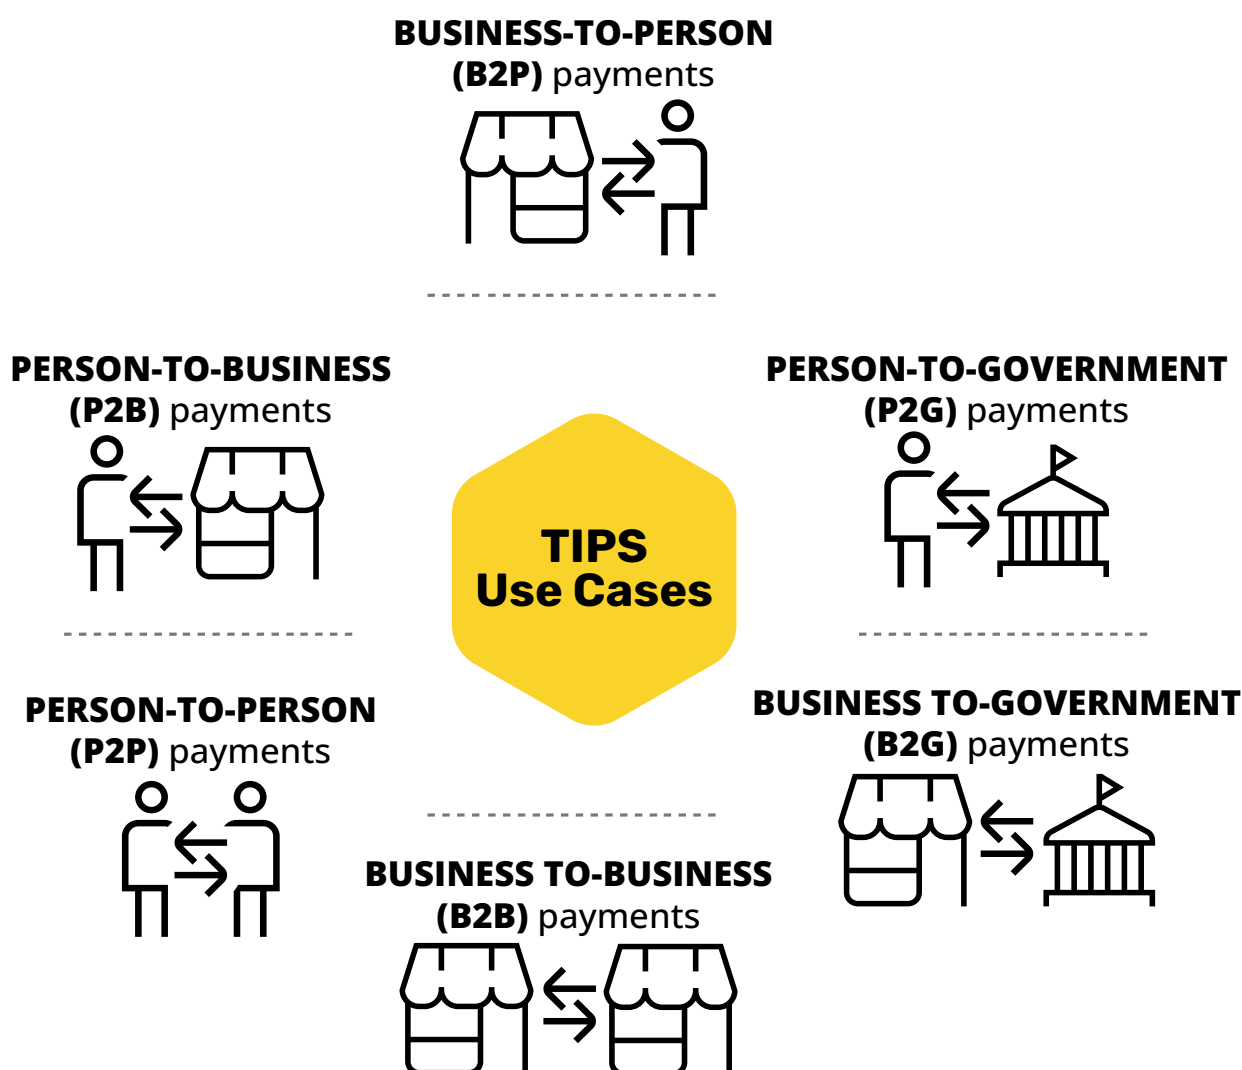 BUSINESS-TO-PERSON
(B2P) payments
PERSON-TO-BUSINESS
(P2B) payments
PERSON-TO-GOVERNMENT
(P2G) payments
TIPS
Use Cases
PERSON-TO-PERSON
(P2P) payments
BUSINESS TO-GOVERNMENT
(B2G) payments
BUSINESS TO-BUSINESS
(B2B) payments